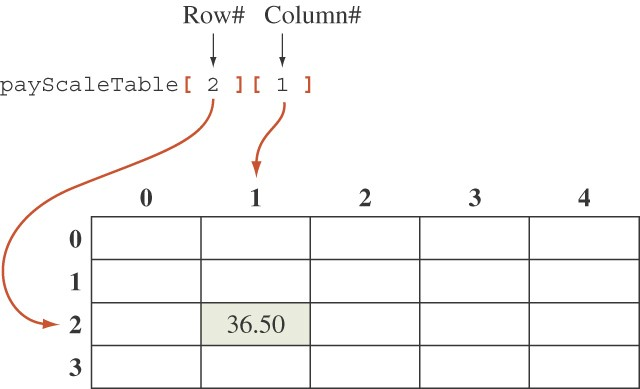 Row# Column#
payScaleTable[ 2 ][ 1 ]
0 1 2 3 4
0
1
2 36.50
3